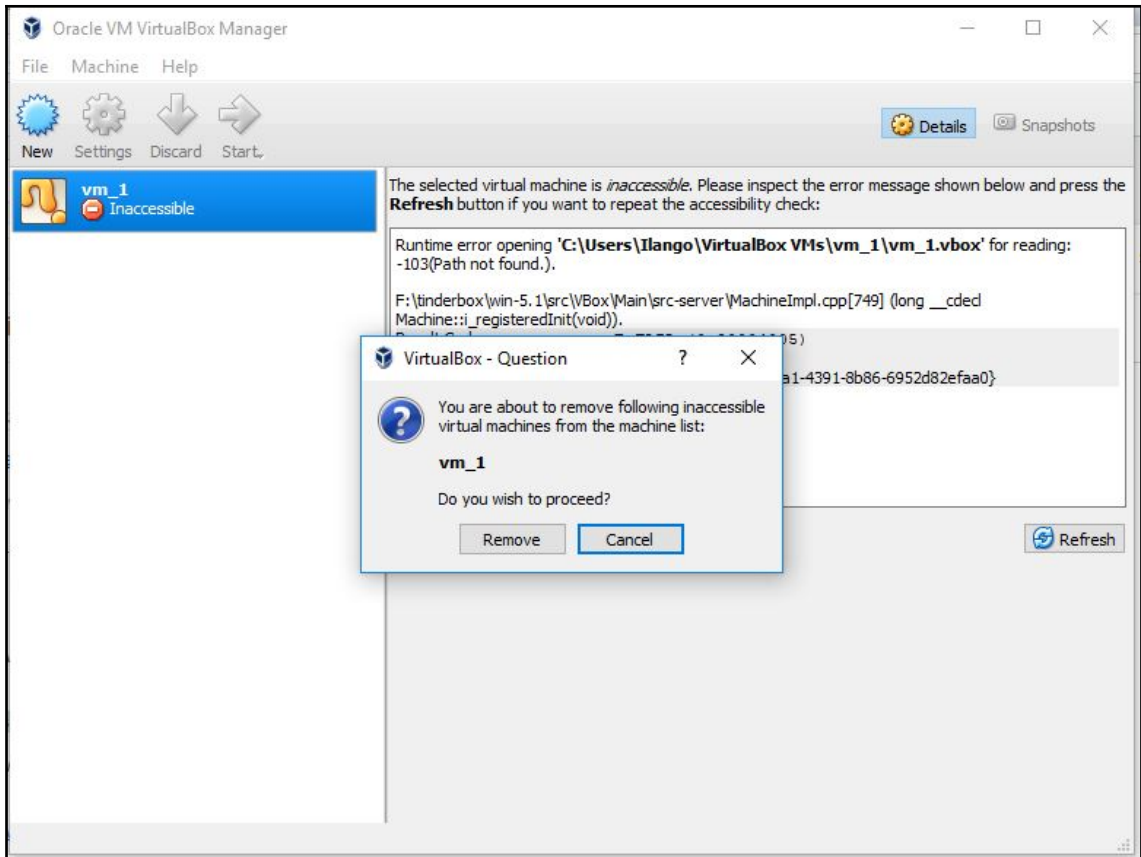 Oracle VM VirtualBox Manager
File Machine Help
New Settings Discard Start
Details Snapshots
vm_1
Inaccessible
The selected virtual machine is inaccessible. Please inspect the error message shown below and press the
Refresh button if you want to repeat the accessibility check:
Runtime error opening 'C:\Users\Ilango\VirtualBox VMs\vm_1\vm_1.vbox' for reading:
-103(Path not found.).
F:\tinderbox\win-5.1\src\VBox\Main\src-server\MachineImpl.cpp[749] (long __cdecl
Machine::i_registeredInit(void)).
05)
a1-4391-8b86-6952d82efaa0}
VirtualBox - Question
You are about to remove following inaccessible
virtual machines from the machine list:
vm_1
Do you wish to proceed?
Remove Cancel
Refresh